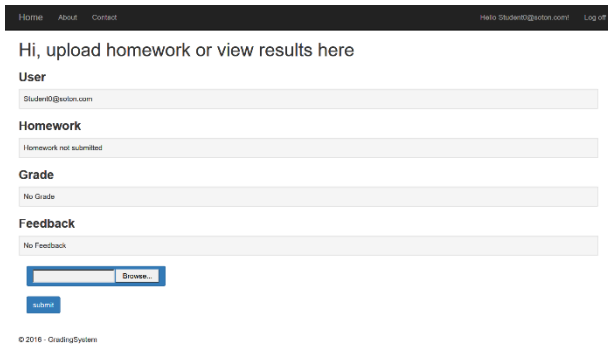 Home About Contact Hello Student0@soton.com! Log off
Hi, upload homework or view results here
User
Student0@soton.com
Homework
Homework not submitted
Grade
No Grade
Feedback
No Feedback
Browse...
submit
© 2016 - GradingSystem